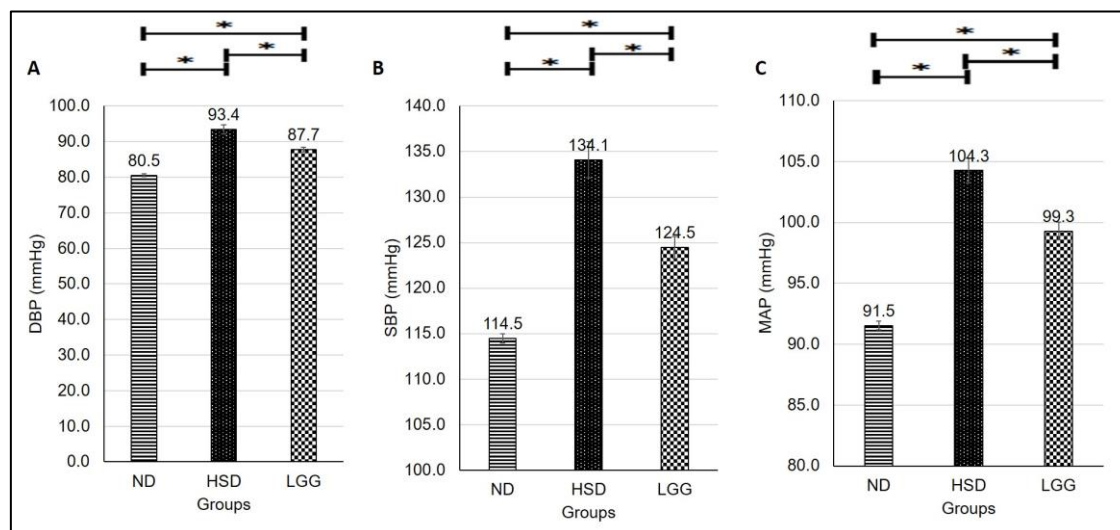 * * *
* * * * * *
A B C
100.0 140.0 110.0
90.0 135.0 105.0
80.0 130.0 100.0
70.0 125.0 95.0
60.0 120.0 90.0
50.0 115.0 85.0
40.0 110.0 80.0
30.0 105.0
20.0 100.0
10.0
0.0
80.5 93.4 87.7
114.5 134.1 124.5
91.5 104.3 99.3
DBP (mmHg)
SBP (mmHg)
MAP (mmHg)
ND HSD LGG
Groups
ND HSD LGG
Groups
ND HSD LGG
Groups